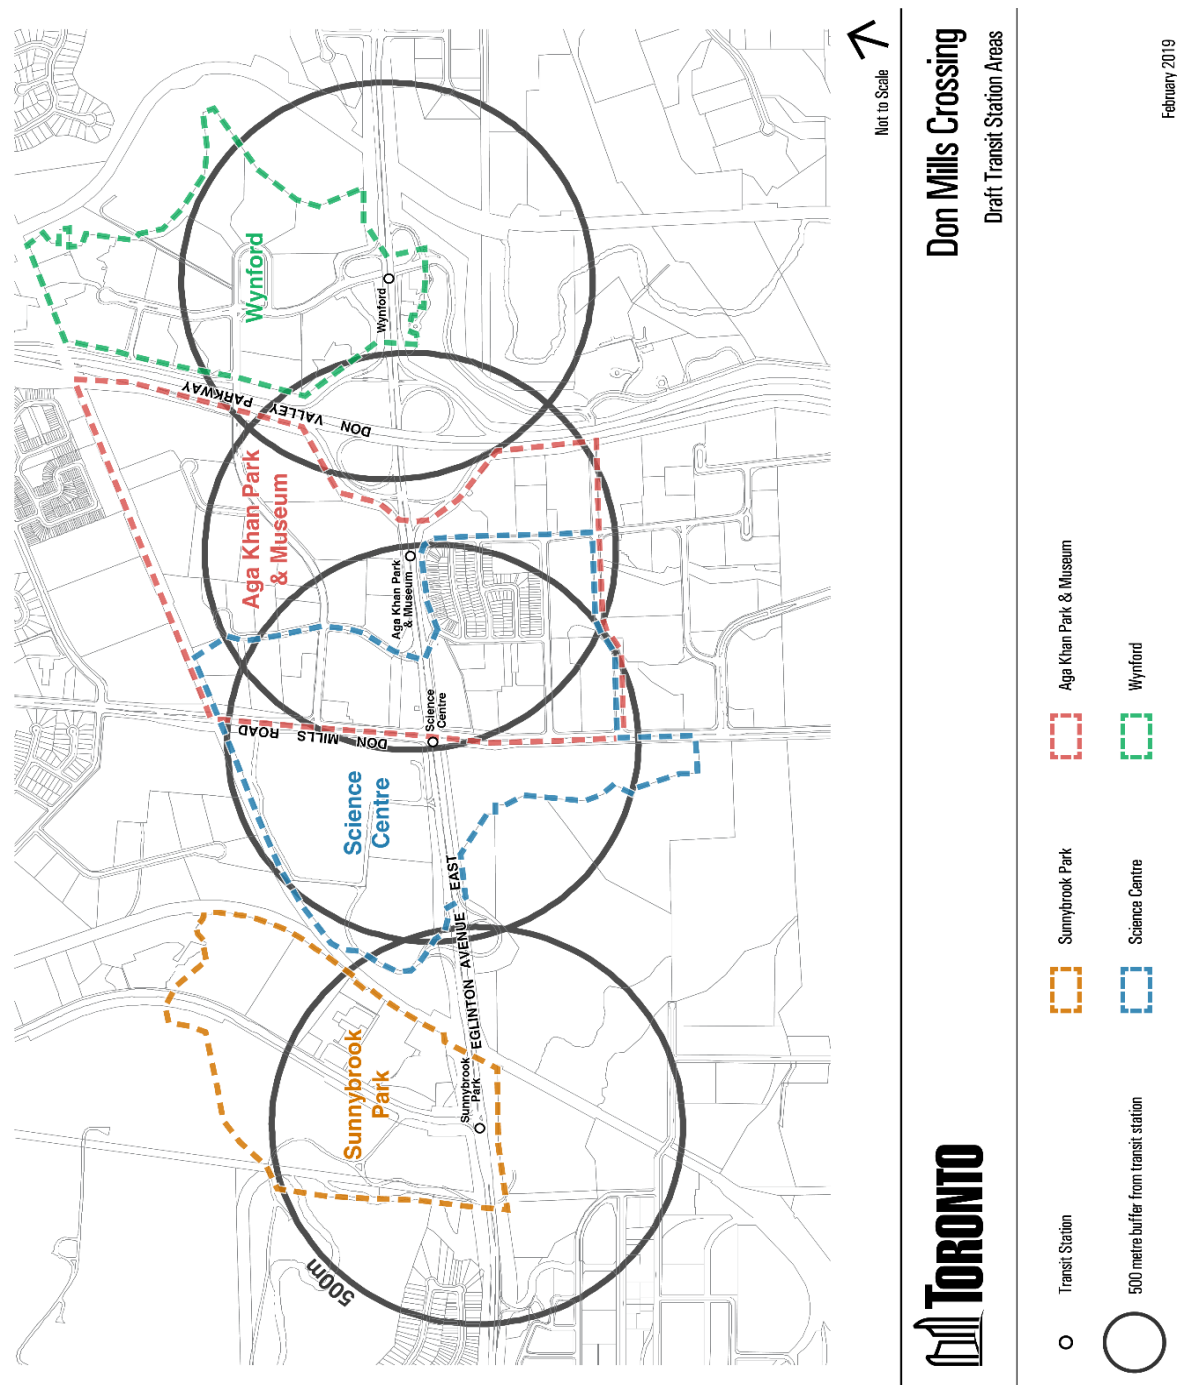 Wynford
Wynford
DON VALLEY PARKWAY
Aga Khan Park
& Museum
Aga Khan Park
& Museum
Science
Centre
DON MILLS ROAD
Science
Centre
EGLINTON AVENUE EAST
Sunnybrook
Park
Sunnybrook
Park
500m
Not to Scale
TORONTO
Don Mills Crossing
Draft Transit Station Areas
Transit Station
Sunnybrook Park
Aga Khan Park & Museum
500 metre buffer from transit station
Science Centre
Wynford
February 2019